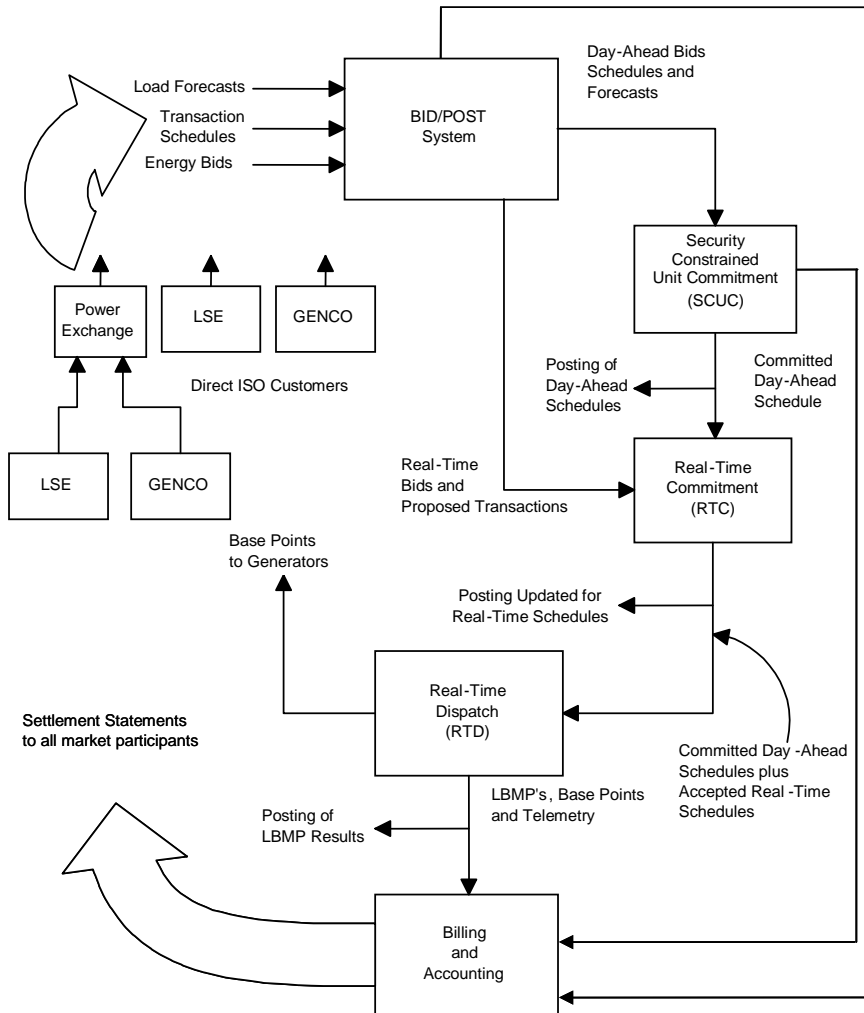 Load Forecasts
Transaction
Schedules
Energy Bids
BID/POST
System
Day-Ahead Bids
Schedules and
Forecasts
Security
Constrained
Unit Commitment
(SCUC)
Power
Exchange
LSE
GENCO
Direct ISO Customers
LSE
GENCO
Posting of
Day-Ahead
Schedules
Committed
Day-Ahead
Schedule
Real-Time
Bids and
Proposed Transactions
Real-Time
Commitment
(RTC)
Base Points
to Generators
Posting Updated for
Real-Time Schedules
Real-Time
Dispatch
(RTD)
Settlement Statements
to all market participants
Committed Day -Ahead
Schedules plus
Accepted Real -Time
Schedules
LBMP's, Base Points
and Telemetry
Posting of
LBMP Results
Billing
and
Accounting